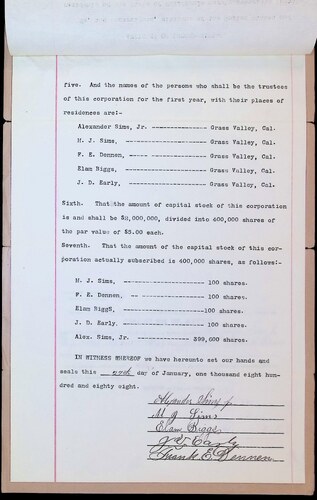 five. And the names of the persons who shall be the trustees
of this corporation for the first year, with their places of
residences are:-
Alexander Sims, Jr. ---------------- Grass Valley, Cal.
M. J. Sims, ---------------------- Grass Valley, Cal.
F. E. Dennen, -------------------- Grass Valley, Cal.
Elam Biggs, ---------------------- Grass Valley, Cal.
J. D. Early, --------------------- Grass Valley, Cal.
Sixth. That the amount of capital stock of this corporation
is and shall be $2,000,000, divided into 400,000 shares of
the par value of $5.00 each.
Seventh. That the amount of the capital stock of this cor-
poration actually subscribed is 400,000 shares, as follows:-
M. J. Sims, --------------------- 100 shares.
F. E. Dennen, -- ----------------- 100 shares.
Elam Biggs, ---------------------100 shares.
J. D. Early. -------------------- 100 shares.
Alex. Sims, Jr. ---------------- 399,600 shares.
IN WITNESS WHEREOF we have hereunto set our hands and
seals this day of January, one thousand eight hun-
dred and eighty eight.
Alexander Sims Jr
M J Sims
Elam Biggs
J D Early
Frank E Dennen